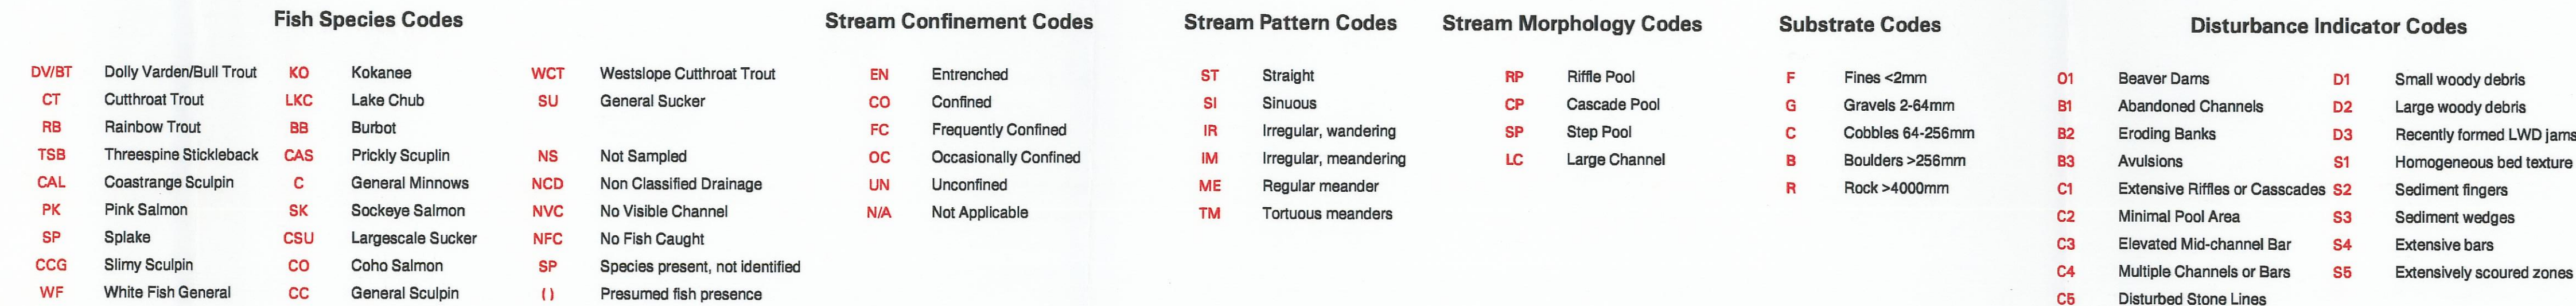 Fish Species Codes
DV/BT Dolly Varden/Bull Trout KO Kokanee WCT Westslope Cutthroat Trout
CT Cutthroat Trout LKC Lake Chub SU General Sucker
RB Rainbow Trout BB Burbot
TSB Threespine Stickleback CAS Prickly Scuplin NS Not Sampled
CAL Coastrange Sculpin C General Minnows NCD Non Classified Drainage
PK Pink Salmon SK Sockeye Salmon NVC No Visible Channel
SP Splake CSU Largescale Sucker NFC No Fish Caught
CCG Slimy Sculpin CO Coho Salmon SP Species present, not identified
WF White Fish General CC General Sculpin ( ) Presumed fish presence
Stream Confinement Codes
EN Entrenched
CO Confined
FC Frequently Confined
OC Occasionally Confined
UN Unconfined
N/A Not Applicable
Stream Pattern Codes
ST Straight
SI Sinuous
IR Irregular, wandering
IM Irregular, meandering
ME Regular meander
TM Tortuous meanders
Stream Morphology Codes
RP Riffle Pool
CP Cascade Pool
SP Step Pool
LC Large Channel
Substrate Codes
F Fines <2mm
G Gravels 2-64mm
C Cobbles 64-256mm
B Boulders >256mm
R Rock >4000mm
Disturbance Indicator Codes
O1 Beaver Dams D1 Small woody debris
B1 Abandoned Channels D2 Large woody debris
B2 Eroding Banks D3 Recently formed LWD jams
B3 Avulsions S1 Homogeneous bed texture
C1 Extensive Riffles or Casscades S2 Sediment fingers
C2 Minimal Pool Area S3 Sediment wedges
C3 Elevated Mid-channel Bar S4 Extensive bars
C4 Multiple Channels or Bars S5 Extensively scoured zones
C5 Disturbed Stone Lines